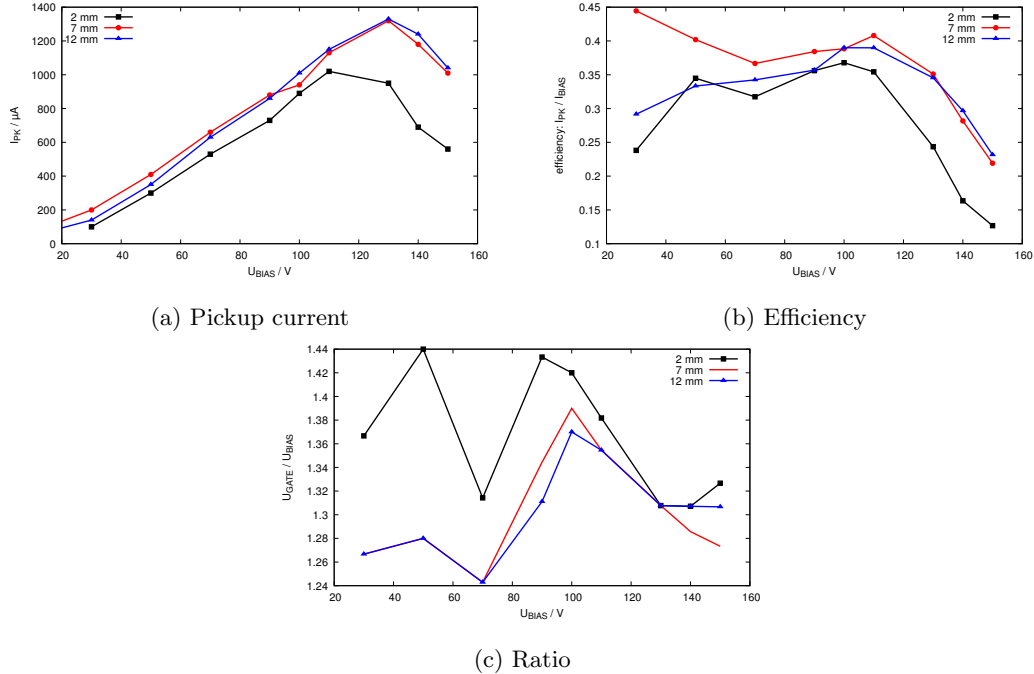 2 mm
7 mm
12 mm
1400
1200
1000
800
600
400
200
0
I_PK / µA
20 40 60 80 100 120 140 160
U_BIAS / V
(a) Pickup current
2 mm
7 mm
12 mm
0.45
0.4
0.35
0.3
0.25
0.2
0.15
0.1
efficiency: I_PK / I_BIAS
20 40 60 80 100 120 140 160
U_BIAS / V
(b) Efficiency
2 mm
7 mm
12 mm
1.44
1.42
1.4
1.38
1.36
1.34
1.32
1.3
1.28
1.26
1.24
U_GATE / U_BIAS
20 40 60 80 100 120 140 160
U_BIAS / V
(c) Ratio